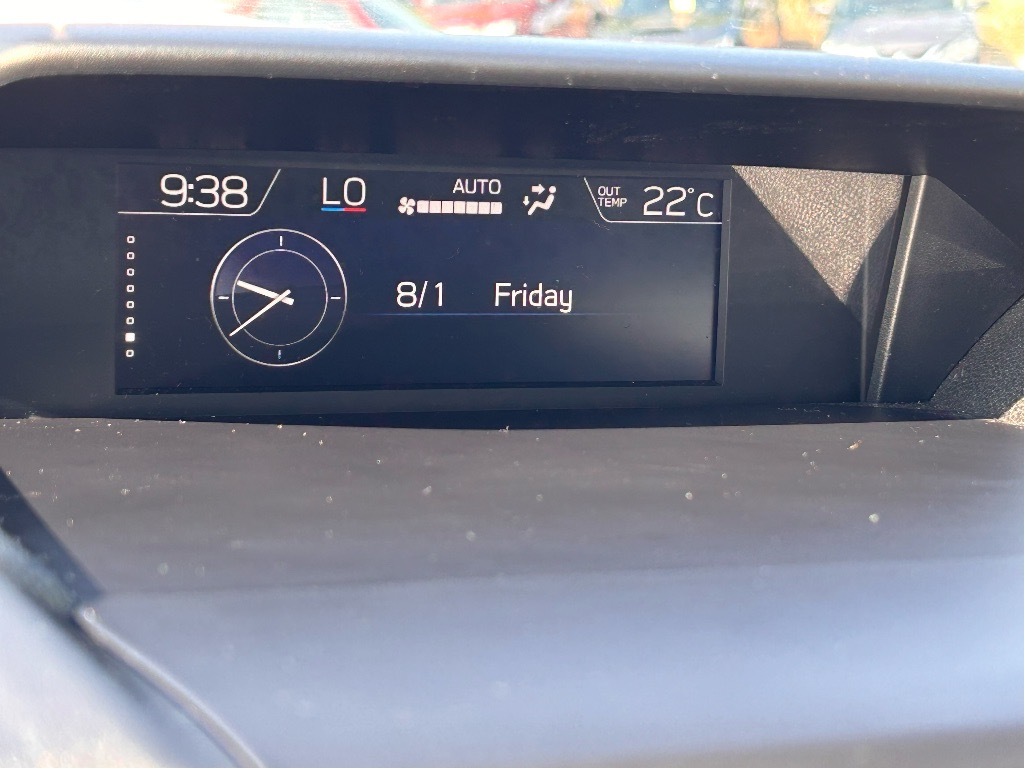 9:38
LO
AUTO
OUT
TEMP
22°C
8/1 Friday